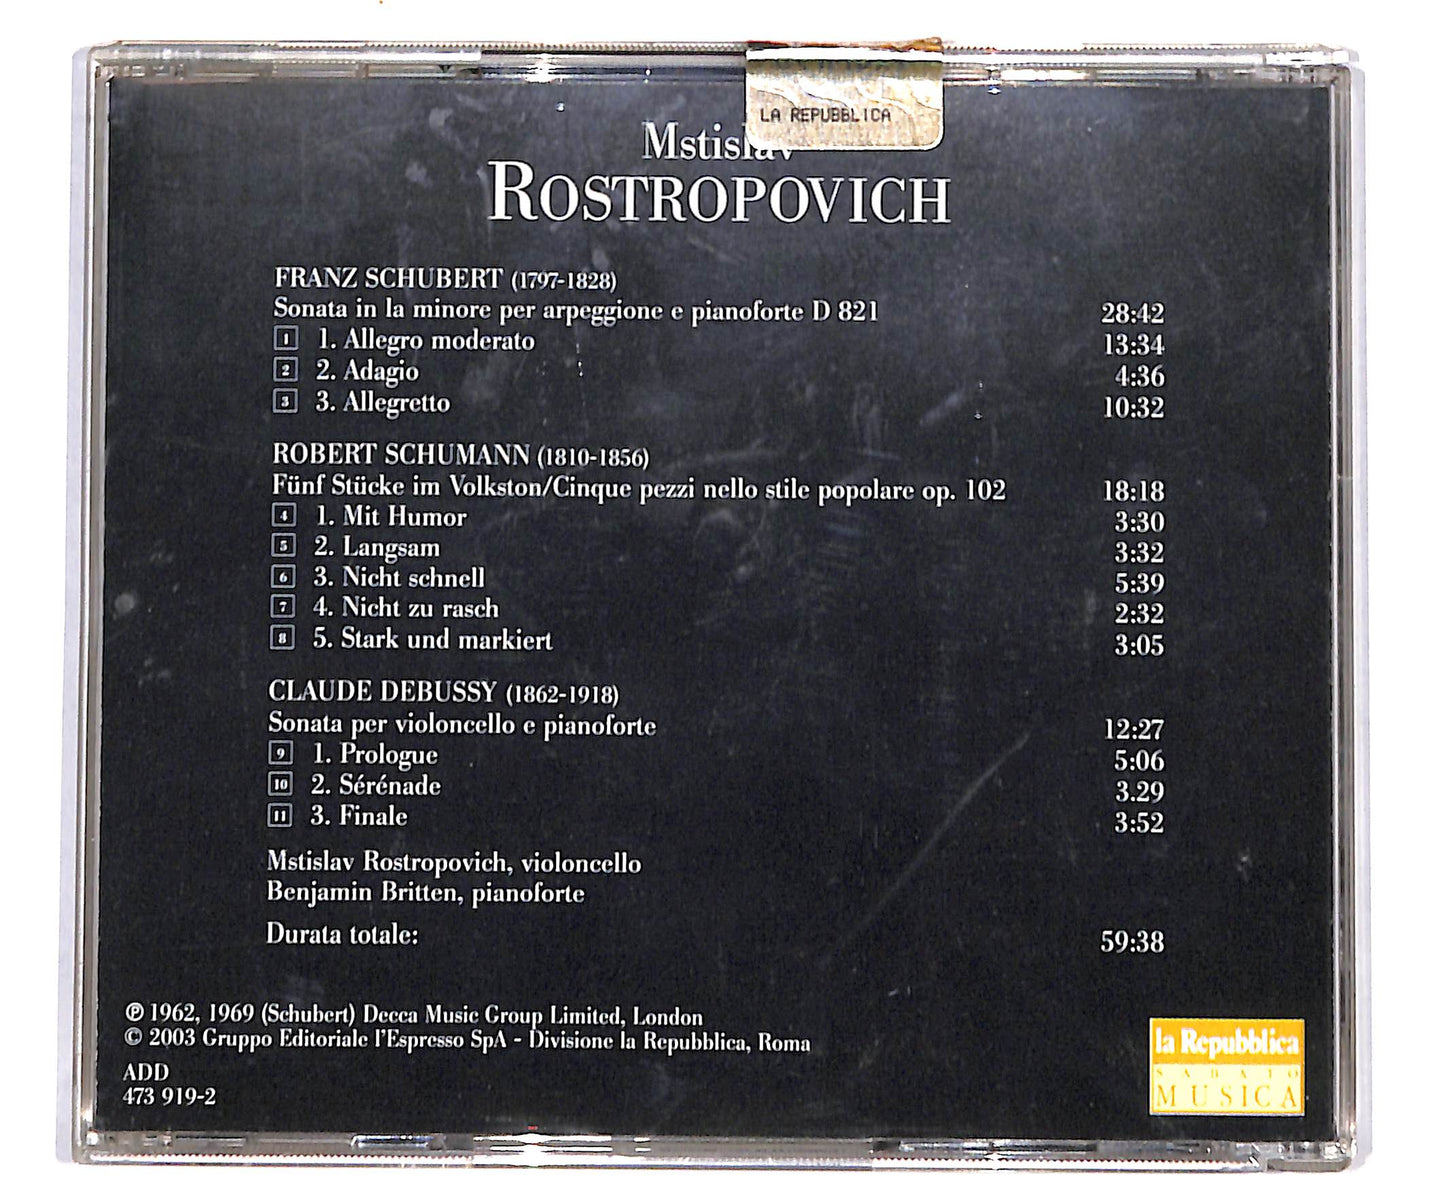 LA REPUBBLICA
Mstislav
ROSTROPOVICH
FRANZ SCHUBERT (1797-1828)
Sonata in la minore per arpeggione e pianoforte D 821 28:42
1 1. Allegro moderato 13:34
2 2. Adagio 4:36
3 3. Allegretto 10:32
ROBERT SCHUMANN (1810-1856)
Fünf Stücke im Volkston/Cinque pezzi nello stile popolare op. 102 18:18
4 1. Mit Humor 3:30
5 2. Langsam 3:32
6 3. Nicht schnell 5:39
7 4. Nicht zu rasch 2:32
8 5. Stark und markiert 3:05
CLAUDE DEBUSSY (1862-1918)
Sonata per violoncello e pianoforte 12:27
9 1. Prologue 5:06
10 2. Sérénade 3.29
11 3. Finale 3:52
Mstislav Rostropovich, violoncello
Benjamin Britten, pianoforte
Durata totale: 59:38
℗ 1962, 1969 (Schubert) Decca Music Group Limited, London
© 2003 Gruppo Editoriale l'Espresso SpA - Divisione la Repubblica, Roma
ADD
473 919-2
la Repubblica
SABATO
MUSICA